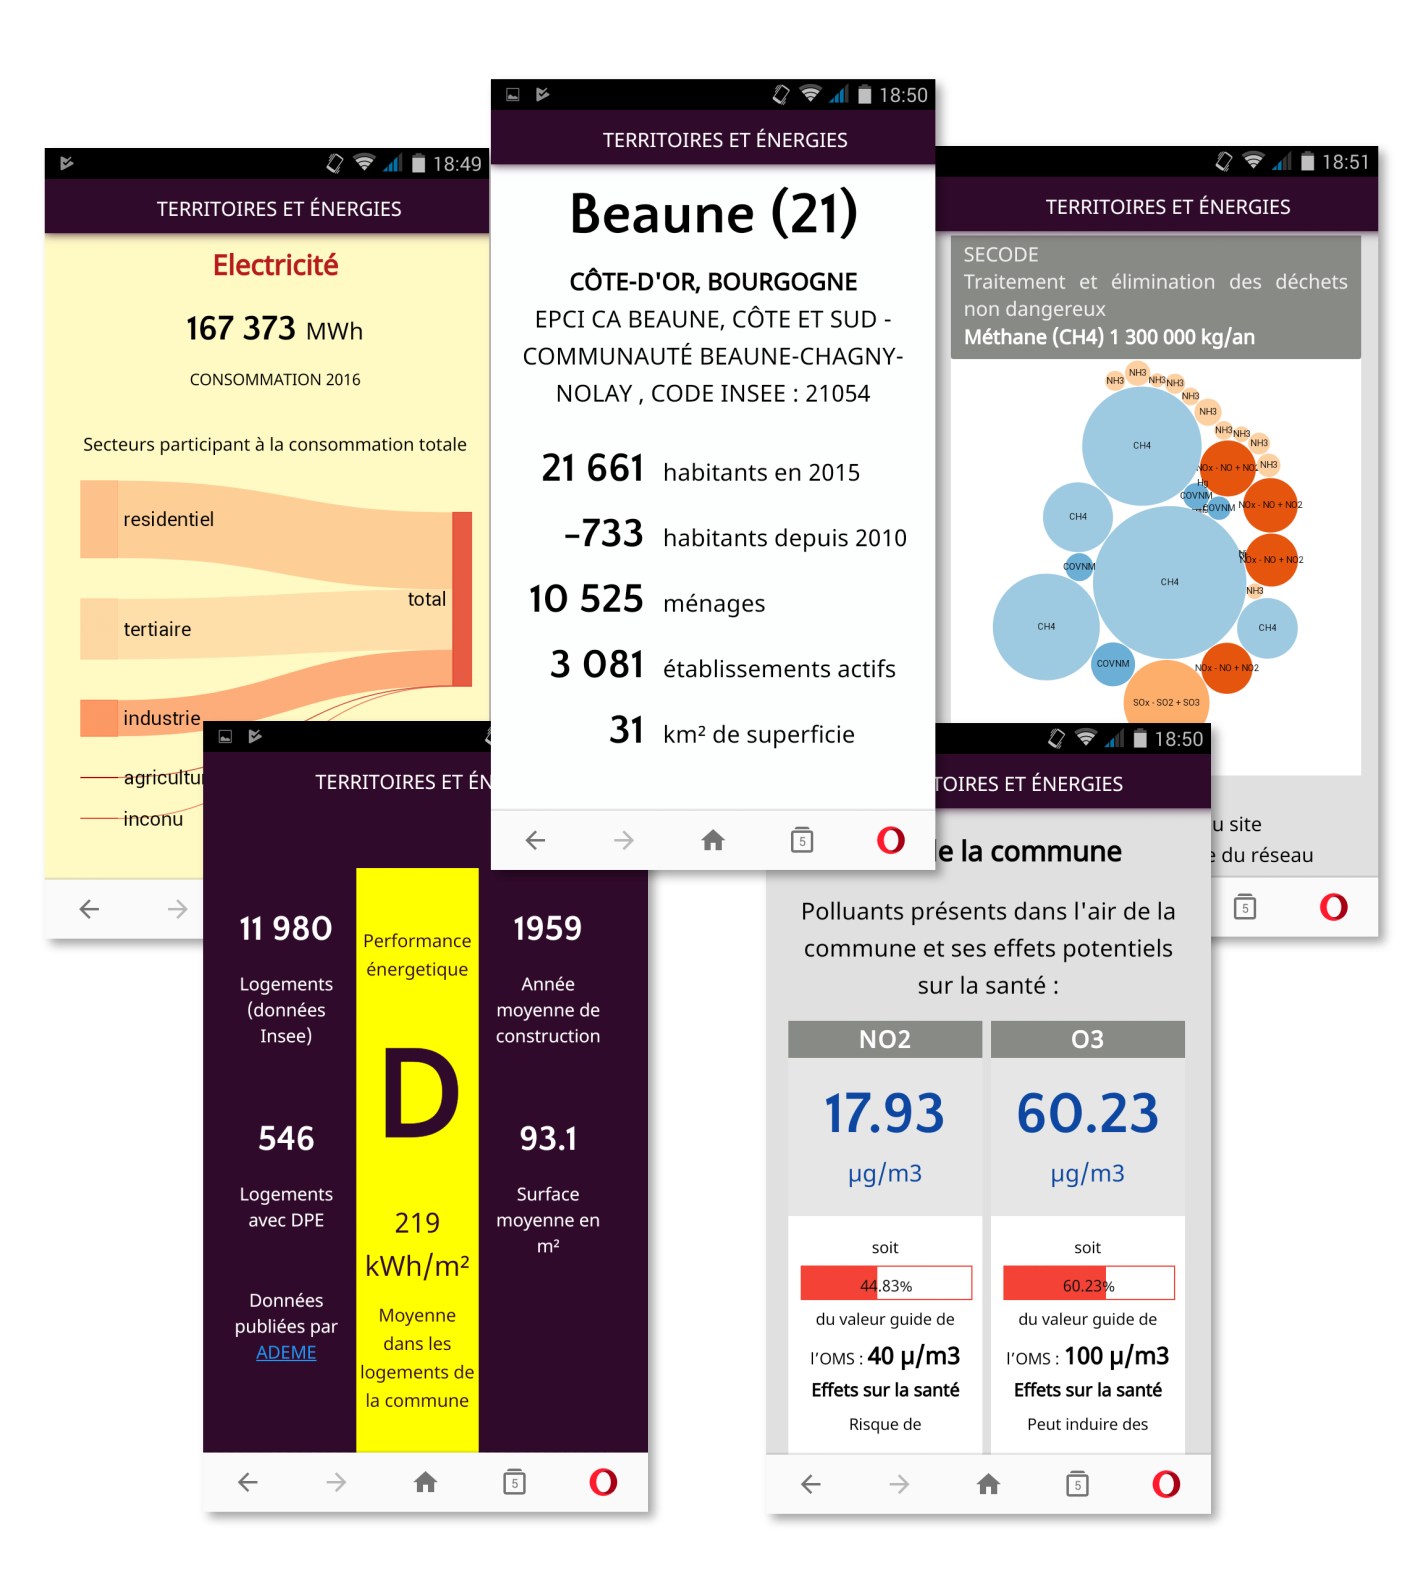 18:49
TERRITOIRES ET ÉNERGIES
Electricité
167 373 MWh
CONSOMMATION 2016
Secteurs participant à la consommation totale
residentiel
total
tertiaire
industrie
agricultu
inconu
18:50
TERRITOIRES ET ÉNERGIES
Beaune (21)
CÔTE-D'OR, BOURGOGNE
EPCI CA BEAUNE, CÔTE ET SUD -
COMMUNAUTÉ BEAUNE-CHAGNY-
NOLAY , CODE INSEE : 21054
21 661 habitants en 2015
-733 habitants depuis 2010
10 525 ménages
3 081 établissements actifs
31 km² de superficie
5
18:51
TERRITOIRES ET ÉNERGIES
SECODE
Traitement et élimination des déchets
non dangereux
Méthane (CH4) 1 300 000 kg/an
NH3
NH3
NH3
NH3
NH3
NH3
NH3
NH3
NH3
NH3
CH4
NOx - NO + NO2
Hg
COVNM
COVNM
NOx - NO + NO2
CH4
NOx - NO + NO2
COVNM
CH4
NH3
CH4
CH4
COVNM
NOx - NO + NO2
SOx - SO2 + SO3
u site
e du réseau
5
TERRITOIRES ET ÉN
11 980
Logements
(données
Insee)
546
Logements
avec DPE
Données
publiées par
ADEME
Performance
énergetique
D
219
kWh/m²
Moyenne
dans les
logements de
la commune
1959
Année
moyenne de
construction
93.1
Surface
moyenne en
m²
5
18:50
TOIRES ET ÉNERGIES
e la commune
Polluants présents dans l'air de la
commune et ses effets potentiels
sur la santé :
NO2
17.93
µg/m3
soit
44.83%
du valeur guide de
l'OMS : 40 µ/m3
Effets sur la santé
Risque de
O3
60.23
µg/m3
soit
60.23%
du valeur guide de
l'OMS : 100 µ/m3
Effets sur la santé
Peut induire des
5